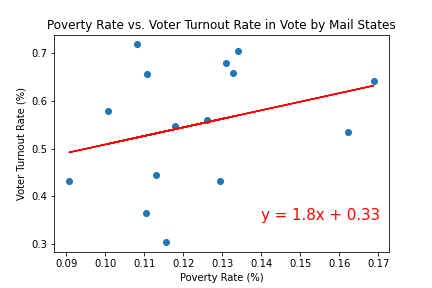 Poverty Rate vs. Voter Turnout Rate in Vote by Mail States
Voter Turnout Rate (%)
0.7
0.6
0.5
0.4
0.3
y = 1.8x + 0.33
0.09 0.10 0.11 0.12 0.13 0.14 0.15 0.16 0.17
Poverty Rate (%)